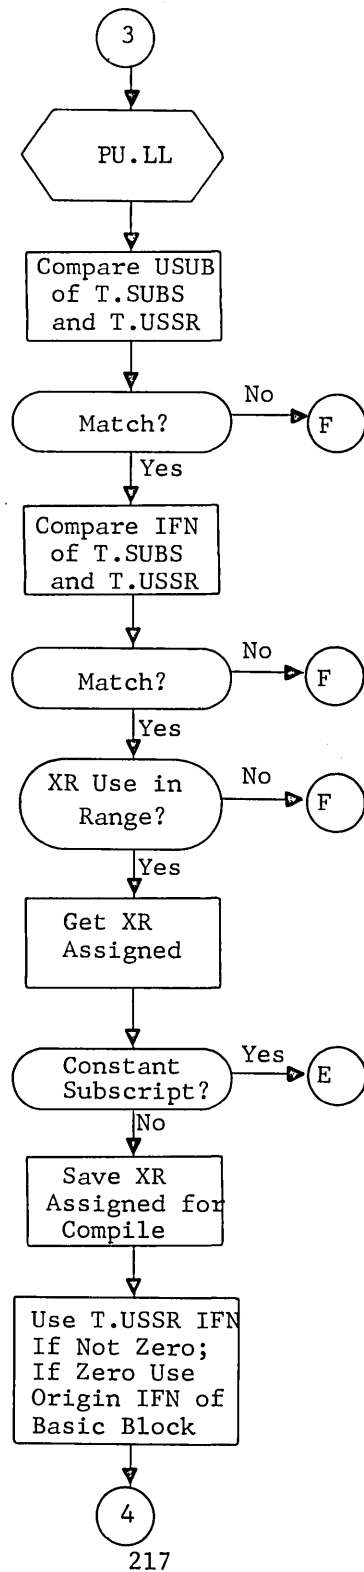 3
PU.LL
Compare USUB
of T.SUBS
and T.USSR
No
Match?
F
Yes
Compare IFN
of T.SUBS
and T.USSR
No
Match?
F
Yes
XR Use in
Range?
No
F
Yes
Get XR
Assigned
Constant
Subscript?
Yes
E
No
Save XR
Assigned for
Compile
Use T.USSR IFN
If Not Zero;
If Zero Use
Origin IFN of
Basic Block
4
217